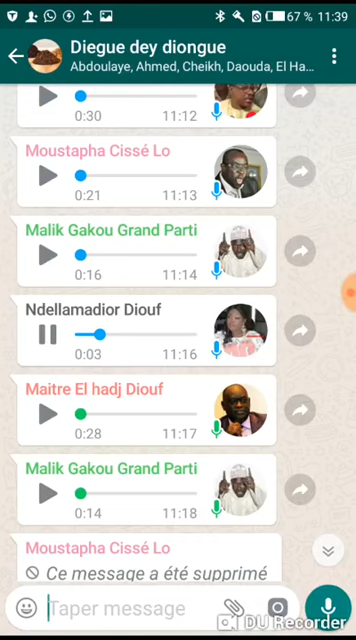 67 % 11:39
Diegue dey diongue
Abdoulaye, Ahmed, Cheikh, Daouda, El Ha...
0:30 11:12
Moustapha Cissé Lo
0:21 11:13
Malik Gakou Grand Parti
0:16 11:14
Ndellamadior Diouf
0:03 11:16
Maitre El hadj Diouf
0:28 11:17
Malik Gakou Grand Parti
0:14 11:18
Moustapha Cissé Lo
Ce message a été supprimé
Taper message
DU Recorder